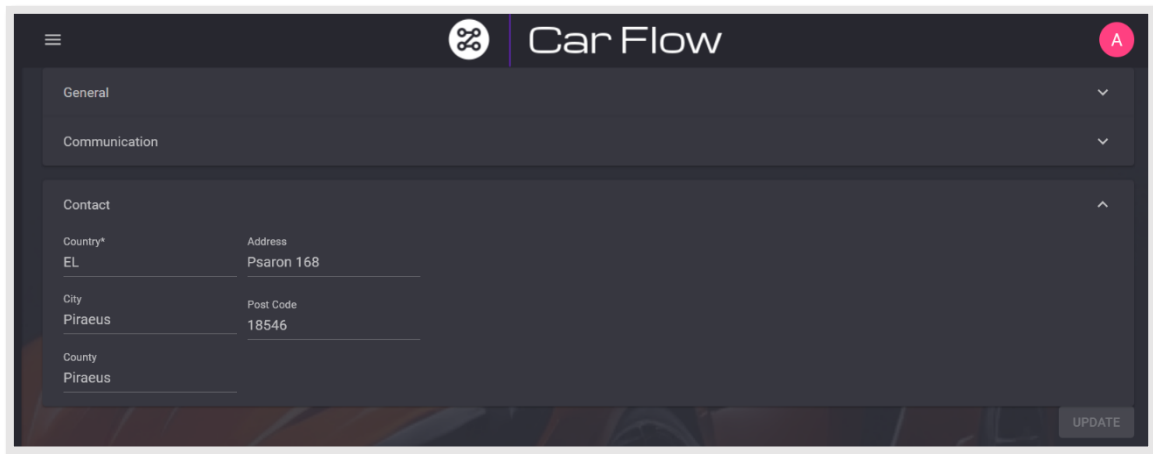 Car Flow
A
General
Communication
Contact
Country*
Address
EL
Psaron 168
City
Post Code
Piraeus
18546
County
Piraeus
UPDATE